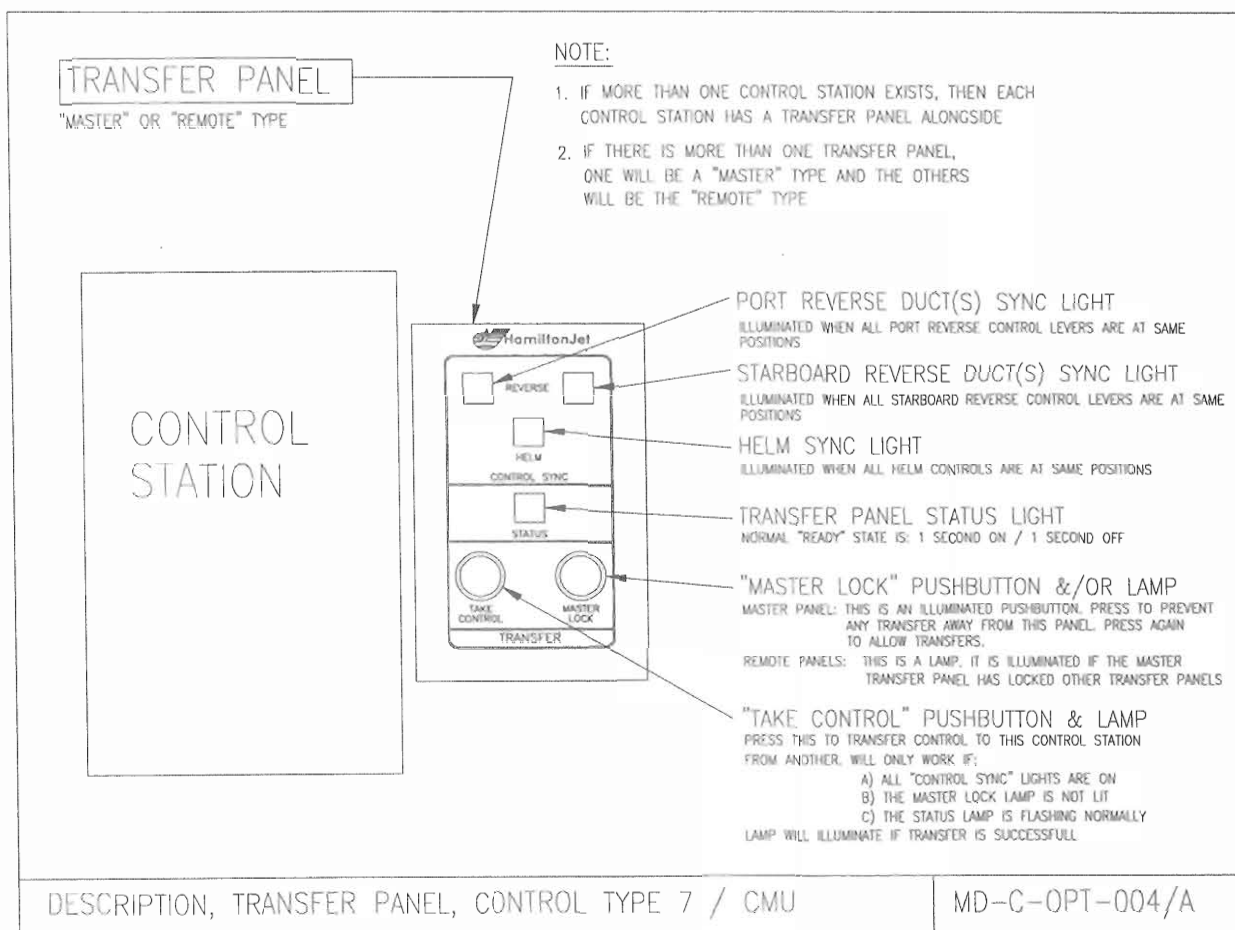 TRANSFER PANEL
"MASTER" OR "REMOTE" TYPE
NOTE:
1. IF MORE THAN ONE CONTROL STATION EXISTS, THEN EACH
CONTROL STATION HAS A TRANSFER PANEL ALONGSIDE
2. IF THERE IS MORE THAN ONE TRANSFER PANEL,
ONE WILL BE A "MASTER" TYPE AND THE OTHERS
WILL BE THE "REMOTE" TYPE
CONTROL
STATION
HamiltonJet
REVERSE
HELM
CONTROL SYNC
STATUS
TAKE
CONTROL
MASTER
LOCK
TRANSFER
PORT REVERSE DUCT(S) SYNC LIGHT
ILLUMINATED WHEN ALL PORT REVERSE CONTROL LEVERS ARE AT SAME
POSITIONS
STARBOARD REVERSE DUCT(S) SYNC LIGHT
ILLUMINATED WHEN ALL STARBOARD REVERSE CONTROL LEVERS ARE AT SAME
POSITIONS
HELM SYNC LIGHT
ILLUMINATED WHEN ALL HELM CONTROLS ARE AT SAME POSITIONS
TRANSFER PANEL STATUS LIGHT
NORMAL "READY" STATE IS: 1 SECOND ON / 1 SECOND OFF
"MASTER LOCK" PUSHBUTTON &/OR LAMP
MASTER PANEL: THIS IS AN ILLUMINATED PUSHBUTTON. PRESS TO PREVENT
ANY TRANSFER AWAY FROM THIS PANEL. PRESS AGAIN
TO ALLOW TRANSFERS.
REMOTE PANELS: THIS IS A LAMP. IT IS ILLUMINATED IF THE MASTER
TRANSFER PANEL HAS LOCKED OTHER TRANSFER PANELS
"TAKE CONTROL" PUSHBUTTON & LAMP
PRESS THIS TO TRANSFER CONTROL TO THIS CONTROL STATION
FROM ANOTHER. WILL ONLY WORK IF:
A) ALL "CONTROL SYNC" LIGHTS ARE ON
B) THE MASTER LOCK LAMP IS NOT LIT
C) THE STATUS LAMP IS FLASHING NORMALLY
LAMP WILL ILLUMINATE IF TRANSFER IS SUCCESSFULL
DESCRIPTION, TRANSFER PANEL, CONTROL TYPE 7 / CMU
MD-C-OPT-004/A